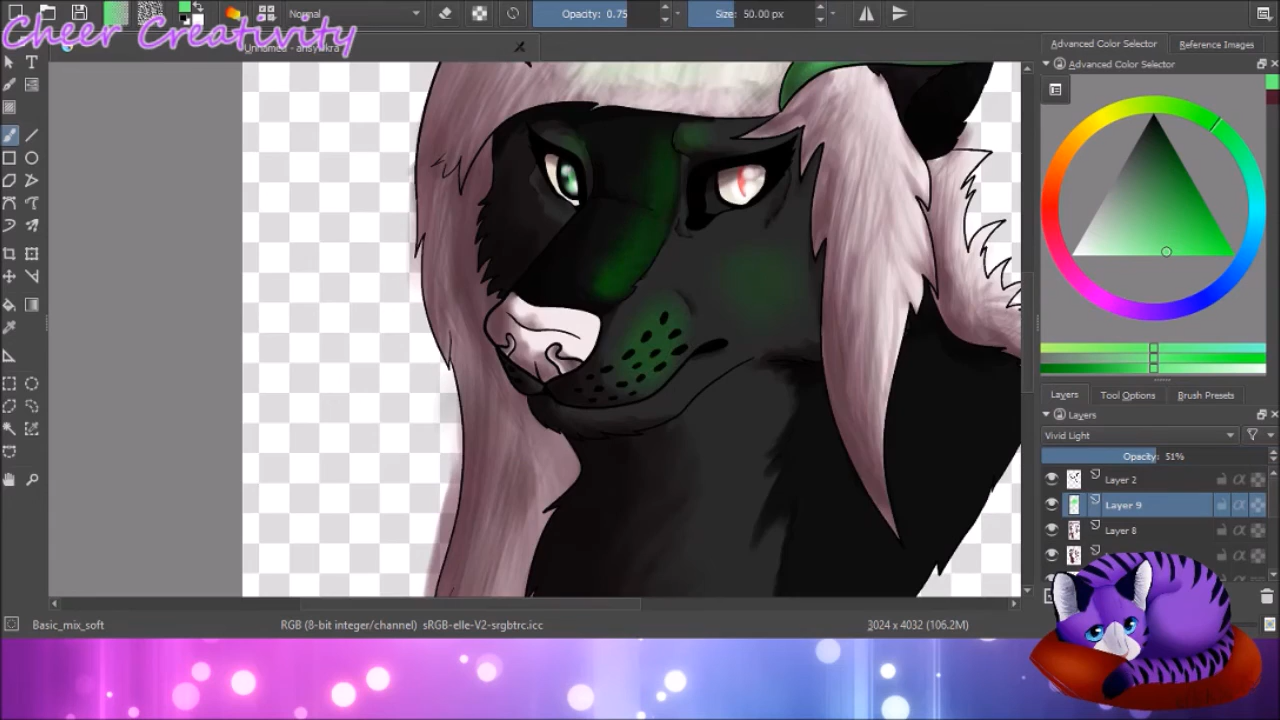 Normal
Opacity: 0.75
Size: 50.00 px
Cheer Creativity
Advanced Color Selector
Reference Images
Advanced Color Selector
Layers
Tool Options
Brush Presets
Layers
Vivid Light
Opacity: 51%
Layer 2
Layer 9
Layer 8
Basic_mix_soft
RGB (8-bit integer/channel) sRGB-elle-V2-srgbtrc.icc
3024 x 4032 (106.2M)